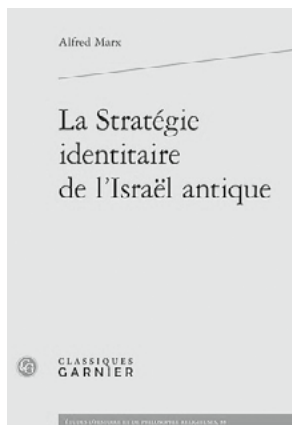 Alfred Marx
La Stratégie
identitaire
de l'Israël antique
CLASSIQUES
GARNIER